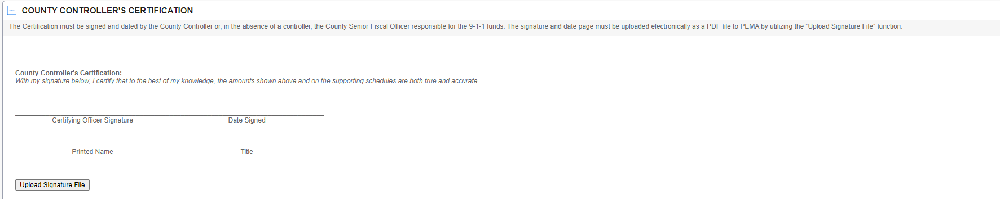 COUNTY CONTROLLER'S CERTIFICATION
The Certification must be signed and dated by the County Controller or, in the absence of a controller, the County Senior Fiscal Officer responsible for the 9-1-1 funds. The signature and date page must be uploaded electronically as a PDF file to PEMA by utilizing the “Upload Signature File” function.
County Controller's Certification:
With my signature below, I certify that to the best of my knowledge, the amounts shown above and on the supporting schedules are both true and accurate.
Certifying Officer Signature Date Signed
Printed Name Title
Upload Signature File